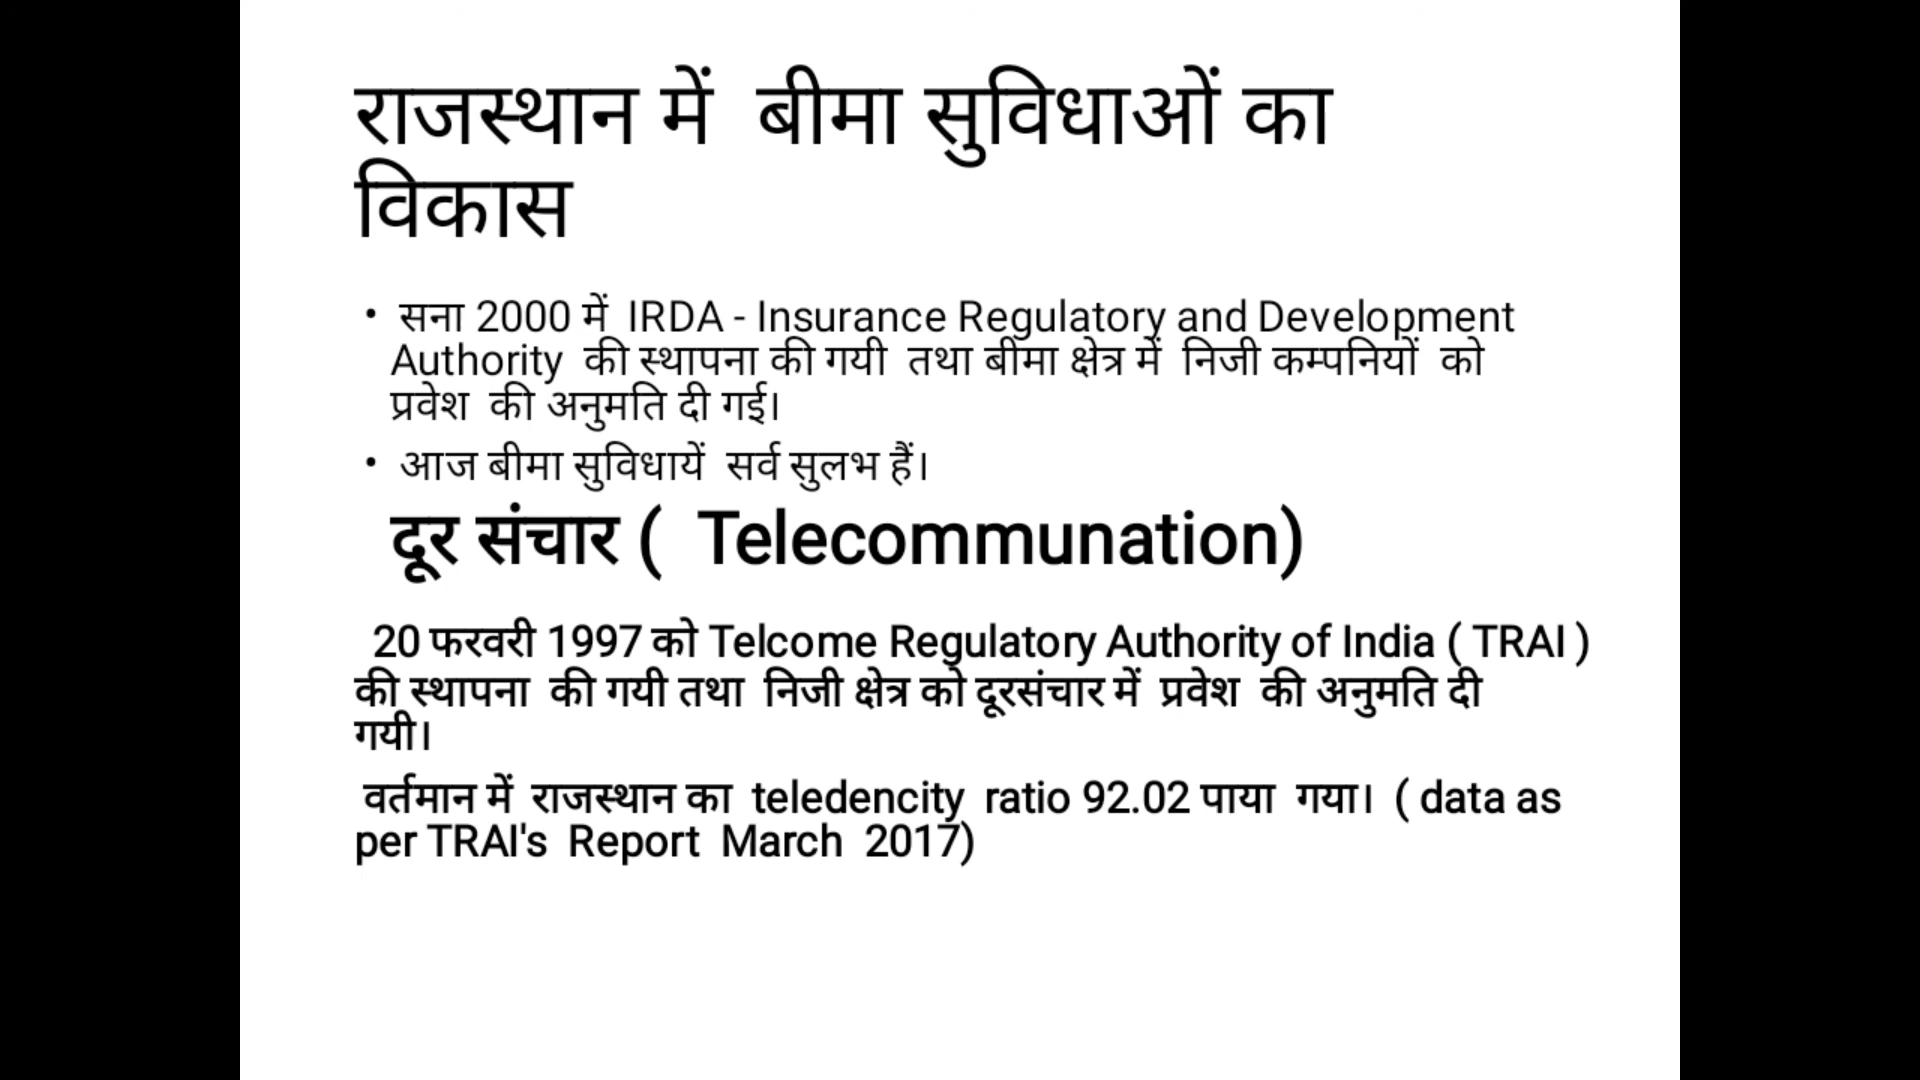 राजस्थान में बीमा सुविधाओं का
विकास
• सना 2000 में IRDA - Insurance Regulatory and Development
Authority की स्थापना की गयी तथा बीमा क्षेत्र में निजी कम्पनियों को
प्रवेश की अनुमति दी गई।
• आज बीमा सुविधायें सर्व सुलभ हैं।
दूर संचार ( Telecommunation)
20 फरवरी 1997 को Telcome Regulatory Authority of India ( TRAI )
की स्थापना की गयी तथा निजी क्षेत्र को दूरसंचार में प्रवेश की अनुमति दी
गयी।
वर्तमान में राजस्थान का teledencity ratio 92.02 पाया गया। ( data as
per TRAI's Report March 2017)